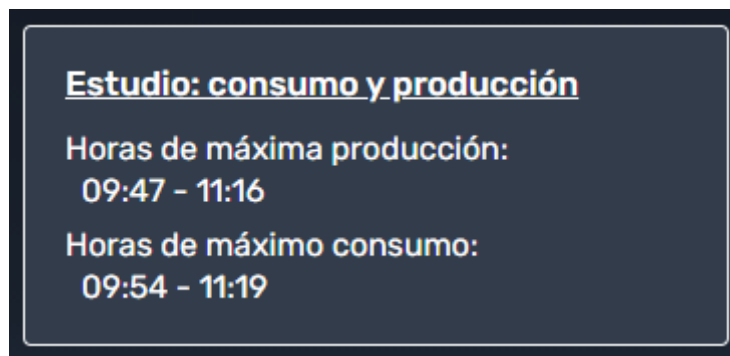 Estudio: consumo y producción
Horas de máxima producción:
09:47 - 11:16
Horas de máximo consumo:
09:54 - 11:19